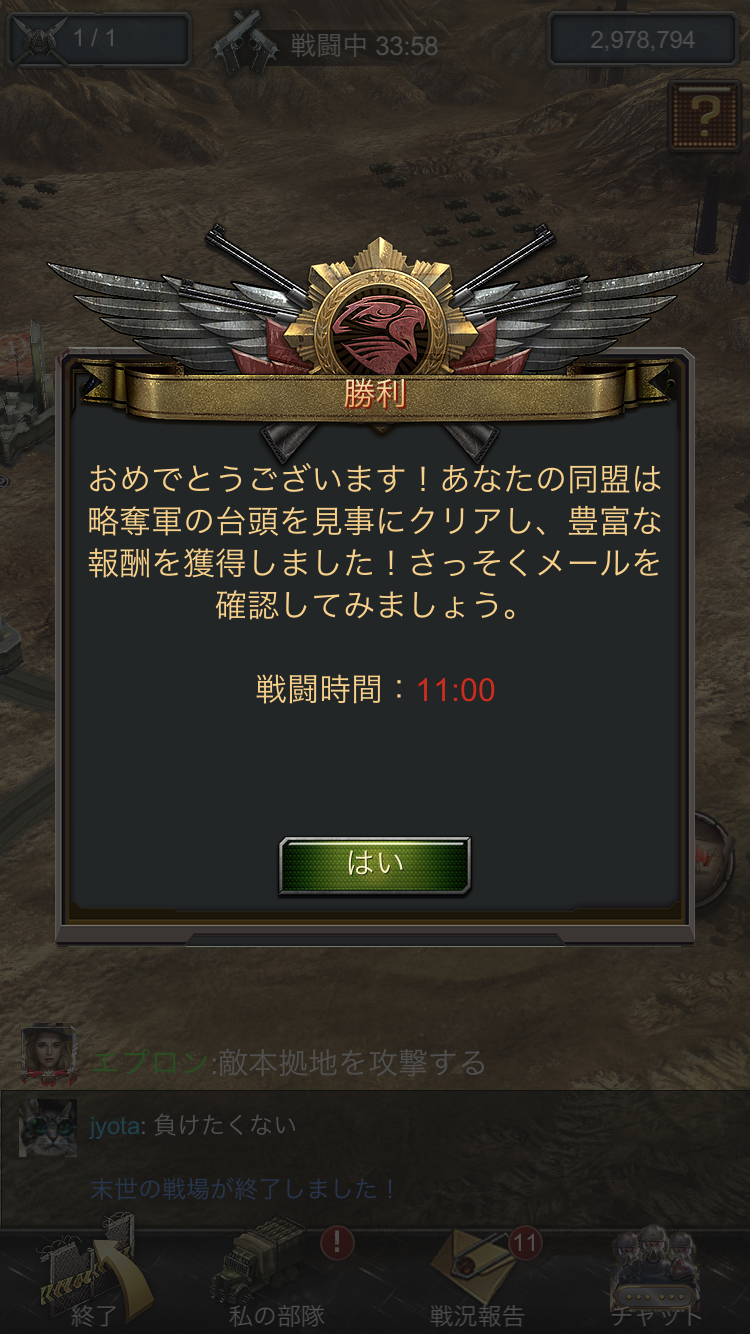 1 / 1
戦闘中 33:58
2,978,794
?
勝利
おめでとうございます！あなたの同盟は
略奪軍の台頭を見事にクリアし、豊富な
報酬を獲得しました！さっそくメールを
確認してみましょう。
戦闘時間：11:00
はい
エプロン:敵本拠地を攻撃する
jyota: 負けたくない
末世の戦場が終了しました！
!
11
終了
私の部隊
戦況報告
チャット